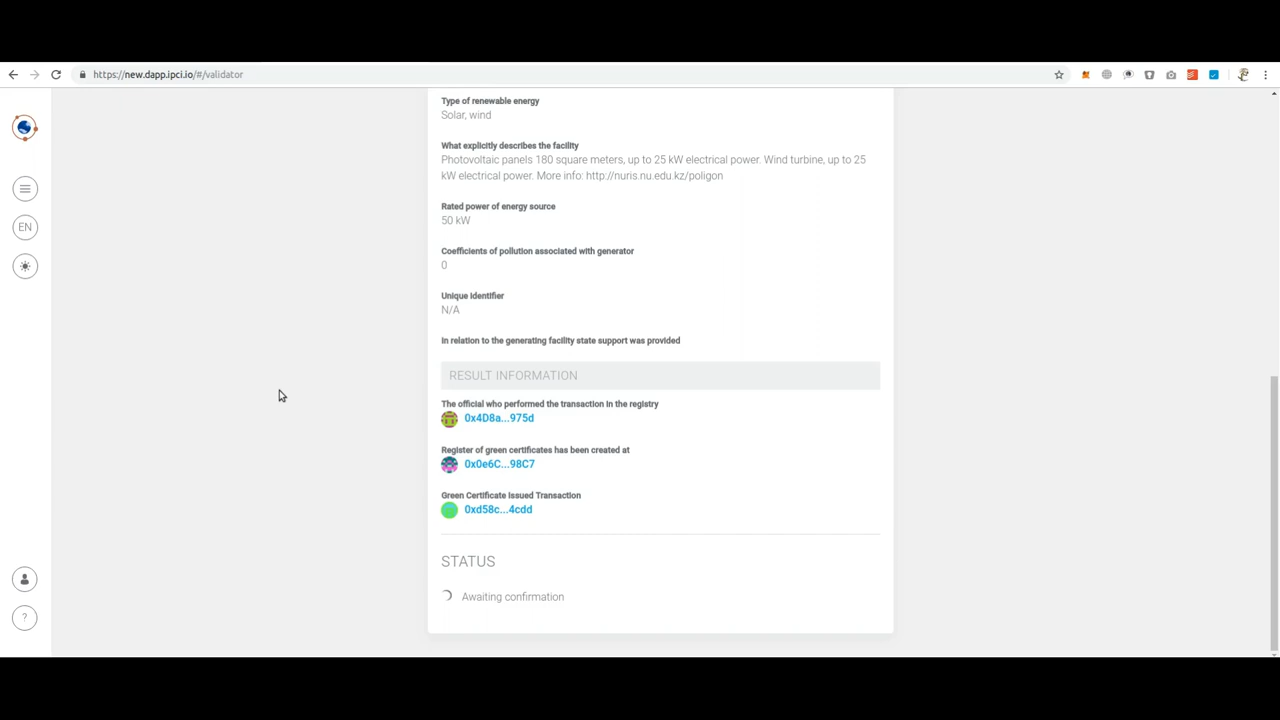 https://new.dapp.ipci.io/#/validator
Type of renewable energy
Solar, wind
What explicitly describes the facility
Photovoltaic panels 180 square meters, up to 25 kW electrical power. Wind turbine, up to 25
kW electrical power. More info: http://nuris.nu.edu.kz/poligon
Rated power of energy source
50 kW
Coefficients of pollution associated with generator
0
Unique identifier
N/A
In relation to the generating facility state support was provided
RESULT INFORMATION
The official who performed the transaction in the registry
0x4D8a...975d
Register of green certificates has been created at
0x0e6C...98C7
Green Certificate Issued Transaction
0xd58c...4cdd
STATUS
Awaiting confirmation
EN
?